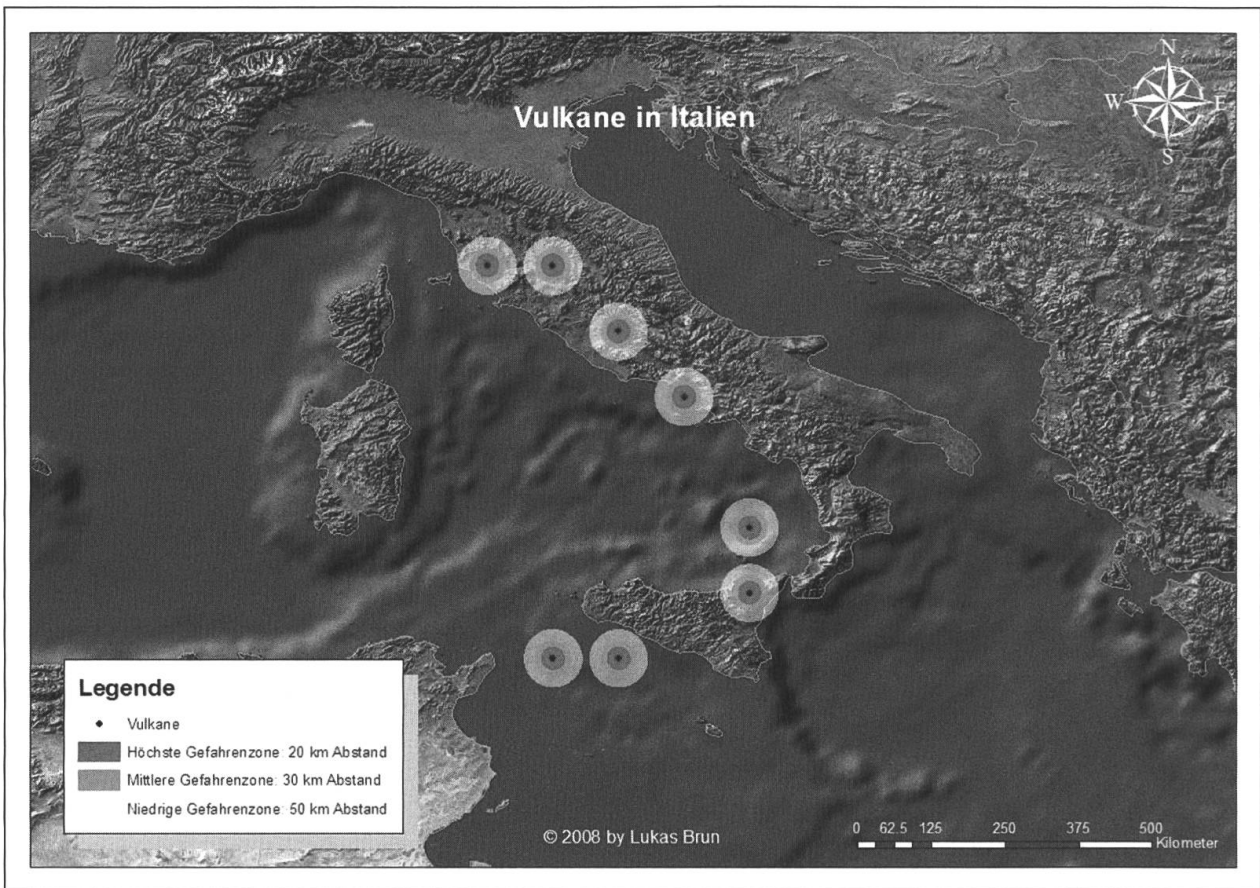 Vulkane in Italien
N
W E
S
Legende
Vulkane
Höchste Gefahrenzone: 20 km Abstand
Mittlere Gefahrenzone: 30 km Abstand
Niedrige Gefahrenzone: 50 km Abstand
© 2008 by Lukas Brun
0 62.5 125 250 375 500
Kilometer